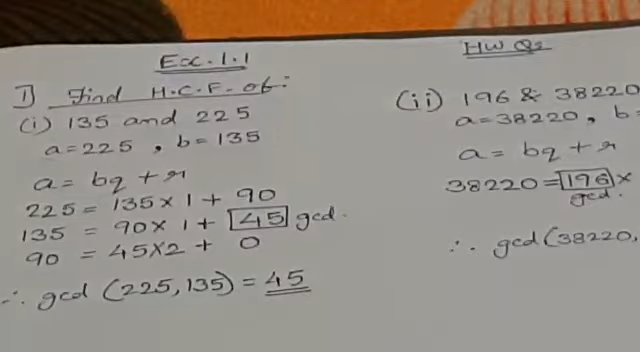 Ex. 1.1
I) Find H.C.F. of:
(i) 135 and 225
a=225 , b=135
a= bq + r
225 = 135 x 1 + 90
135 = 90 x 1 + 45 gcd.
90 = 45 x 2 + 0
∴ gcd (225,135) = 45
HW Qs
(ii) 196 & 38220
a=38220, b=
a= bq + r
38220=196 x
gcd.
∴ gcd(38220,